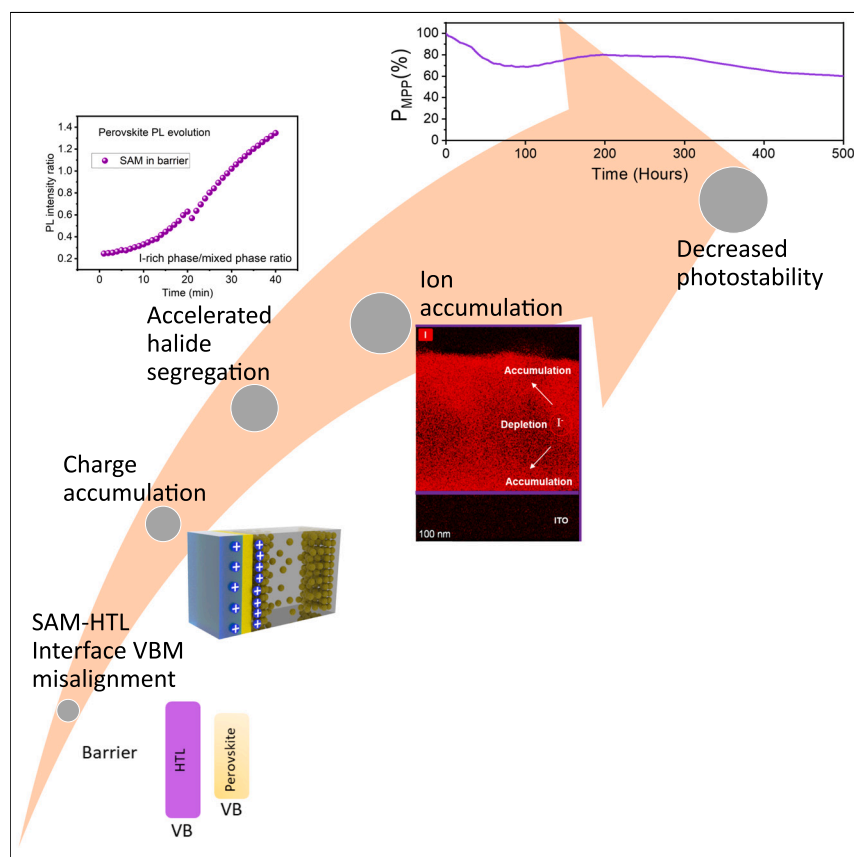 100
80
60
40
20
0
P_MPP(%)
0
100
200
300
400
500
Time (Hours)
1.4
1.2
1.0
0.8
0.6
0.4
0.2
PL intensity ratio
Perovskite PL evolution
SAM in barrier
I-rich phase/mixed phase ratio
0
10
20
30
40
Time (min)
Decreased
photostability
Ion
accumulation
Accelerated
halide
segregation
I
Accumulation
Depletion
I⁻
Accumulation
ITO
100 nm
Charge
accumulation
SAM-HTL
Interface VBM
misalignment
Barrier
HTL
Perovskite
VB
VB